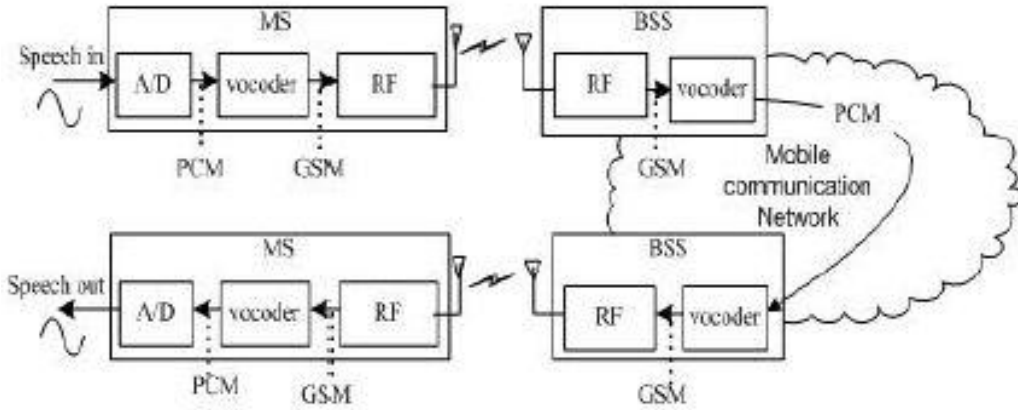 MS
BSS
Speech in
A/D
vocoder
RF
RF
vocoder
PCM
PCM
GSM
GSM
Mobile
communication
Network
MS
BSS
Speech out
A/D
vocoder
RF
RF
vocoder
PCM
GSM
GSM